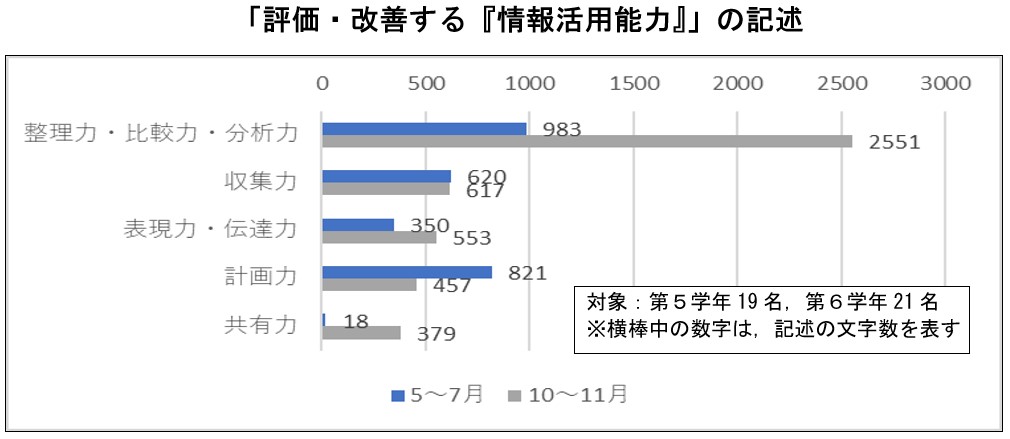 「評価・改善する『情報活用能力』」の記述
0 500 1000 1500 2000 2500 3000
整理力・比較力・分析力 983
2551
収集力 620
617
表現力・伝達力 350
553
計画力 821
457
共有力 18
379
対象：第５学年19名，第６学年21名
※横棒中の数字は，記述の文字数を表す
5～7月 10～11月